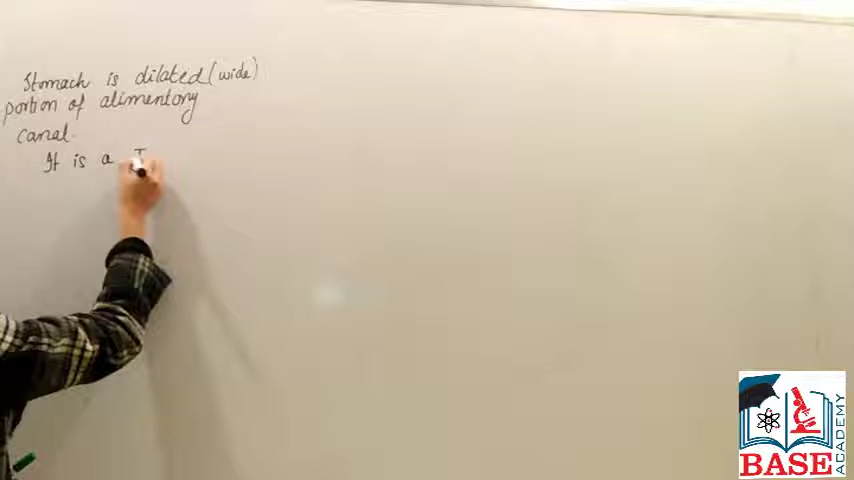 Stomach is dilated (wide)
portion of alimentory
canal.
It is a
BASE
ACADEMY